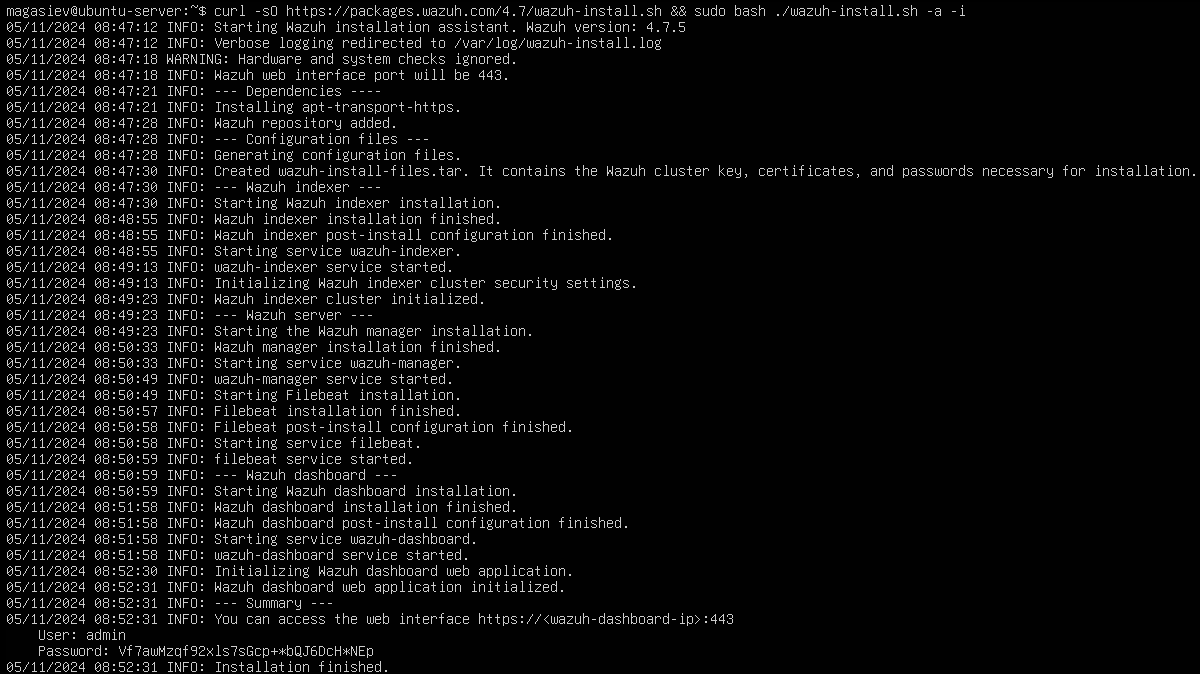 magasiev@ubuntu-server:~$ curl -sO https://packages.wazuh.com/4.7/wazuh-install.sh && sudo bash ./wazuh-install.sh -a -i
05/11/2024 08:47:12 INFO: Starting Wazuh installation assistant. Wazuh version: 4.7.5
05/11/2024 08:47:12 INFO: Verbose logging redirected to /var/log/wazuh-install.log
05/11/2024 08:47:18 WARNING: Hardware and system checks ignored.
05/11/2024 08:47:18 INFO: Wazuh web interface port will be 443.
05/11/2024 08:47:21 INFO: --- Dependencies ----
05/11/2024 08:47:21 INFO: Installing apt-transport-https.
05/11/2024 08:47:28 INFO: Wazuh repository added.
05/11/2024 08:47:28 INFO: --- Configuration files ---
05/11/2024 08:47:28 INFO: Generating configuration files.
05/11/2024 08:47:30 INFO: Created wazuh-install-files.tar. It contains the Wazuh cluster key, certificates, and passwords necessary for installation.
05/11/2024 08:47:30 INFO: --- Wazuh indexer ---
05/11/2024 08:47:30 INFO: Starting Wazuh indexer installation.
05/11/2024 08:48:55 INFO: Wazuh indexer installation finished.
05/11/2024 08:48:55 INFO: Wazuh indexer post-install configuration finished.
05/11/2024 08:48:55 INFO: Starting service wazuh-indexer.
05/11/2024 08:49:13 INFO: wazuh-indexer service started.
05/11/2024 08:49:13 INFO: Initializing Wazuh indexer cluster security settings.
05/11/2024 08:49:23 INFO: Wazuh indexer cluster initialized.
05/11/2024 08:49:23 INFO: --- Wazuh server ---
05/11/2024 08:49:23 INFO: Starting the Wazuh manager installation.
05/11/2024 08:50:33 INFO: Wazuh manager installation finished.
05/11/2024 08:50:33 INFO: Starting service wazuh-manager.
05/11/2024 08:50:49 INFO: wazuh-manager service started.
05/11/2024 08:50:49 INFO: Starting Filebeat installation.
05/11/2024 08:50:57 INFO: Filebeat installation finished.
05/11/2024 08:50:58 INFO: Filebeat post-install configuration finished.
05/11/2024 08:50:58 INFO: Starting service filebeat.
05/11/2024 08:50:59 INFO: filebeat service started.
05/11/2024 08:50:59 INFO: --- Wazuh dashboard ---
05/11/2024 08:50:59 INFO: Starting Wazuh dashboard installation.
05/11/2024 08:51:58 INFO: Wazuh dashboard installation finished.
05/11/2024 08:51:58 INFO: Wazuh dashboard post-install configuration finished.
05/11/2024 08:51:58 INFO: Starting service wazuh-dashboard.
05/11/2024 08:51:58 INFO: wazuh-dashboard service started.
05/11/2024 08:52:30 INFO: Initializing Wazuh dashboard web application.
05/11/2024 08:52:31 INFO: Wazuh dashboard web application initialized.
05/11/2024 08:52:31 INFO: --- Summary ---
05/11/2024 08:52:31 INFO: You can access the web interface https://<wazuh-dashboard-ip>:443
User: admin
Password: Vf7awMzqf92xls7sGcp+*bQJ6DcH*NEp
05/11/2024 08:52:31 INFO: Installation finished.